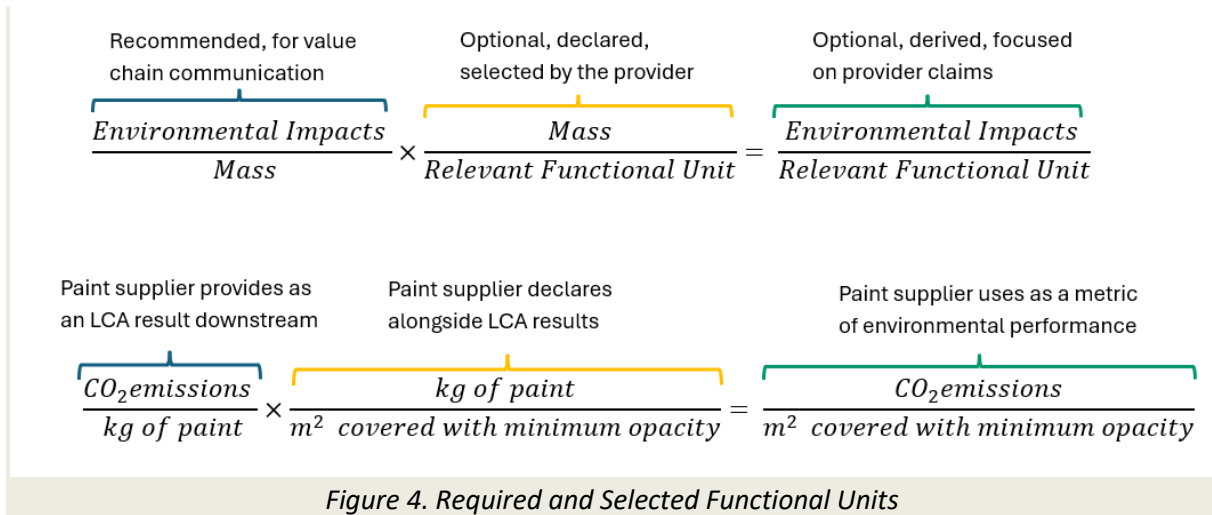 Recommended, for value
chain communication
Optional, declared,
selected by the provider
Optional, derived, focused
on provider claims
Environmental Impacts / Mass × Mass / Relevant Functional Unit = Environmental Impacts / Relevant Functional Unit
Paint supplier provides as
an LCA result downstream
Paint supplier declares
alongside LCA results
Paint supplier uses as a metric
of environmental performance
CO₂emissions / kg of paint × kg of paint / m² covered with minimum opacity = CO₂emissions / m² covered with minimum opacity
Figure 4. Required and Selected Functional Units